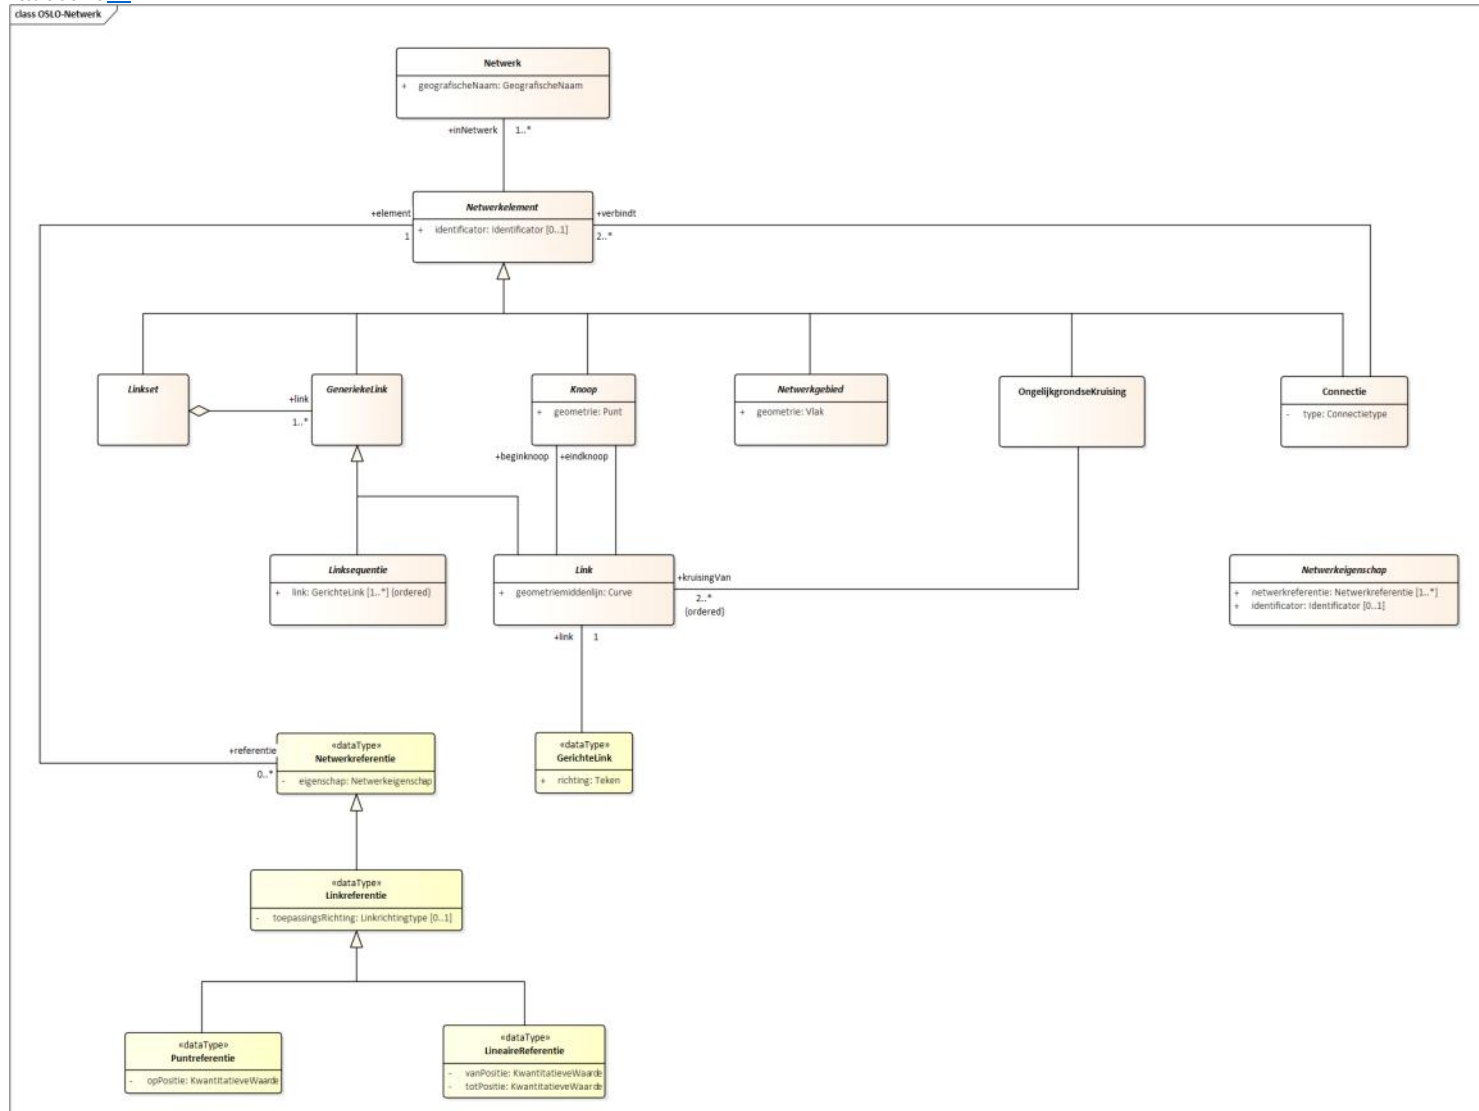 class OSLO-Netwerk
Netwerk
+ geografischeNaam: GeografischeNaam
+inNetwerk 1..*
Netwerkelement
+ identificator: Identificator [0..1]
+element
1
+verbindt
2..*
Linkset
GeneriekeLink
+link
1..*
Knoop
+ geometrie: Punt
Netwerkgebied
+ geometrie: Vlak
OngelijkgrondseKruising
Connectie
- type: Connectietype
+beginknoop +eindknoop
Linksequentie
+ link: GerichteLink [1..*] {ordered}
Link
+ geometriemiddenlijn: Curve
+kruisingVan
2..*
{ordered}
Netwerkeigenschap
+ netwerkreferentie: Netwerkreferentie [1..*]
+ identificator: Identificator [0..1]
+link 1
+referentie
0..*
«dataType»
Netwerkreferentie
- eigenschap: Netwerkeigenschap
«dataType»
GerichteLink
+ richting: Teken
«dataType»
Linkreferentie
- toepassingsRichting: Linkrichtingtype [0..1]
«dataType»
Puntreferentie
- opPositie: KwantitatieveWaarde
«dataType»
LineaireReferentie
- vanPositie: KwantitatieveWaarde
- totPositie: KwantitatieveWaarde